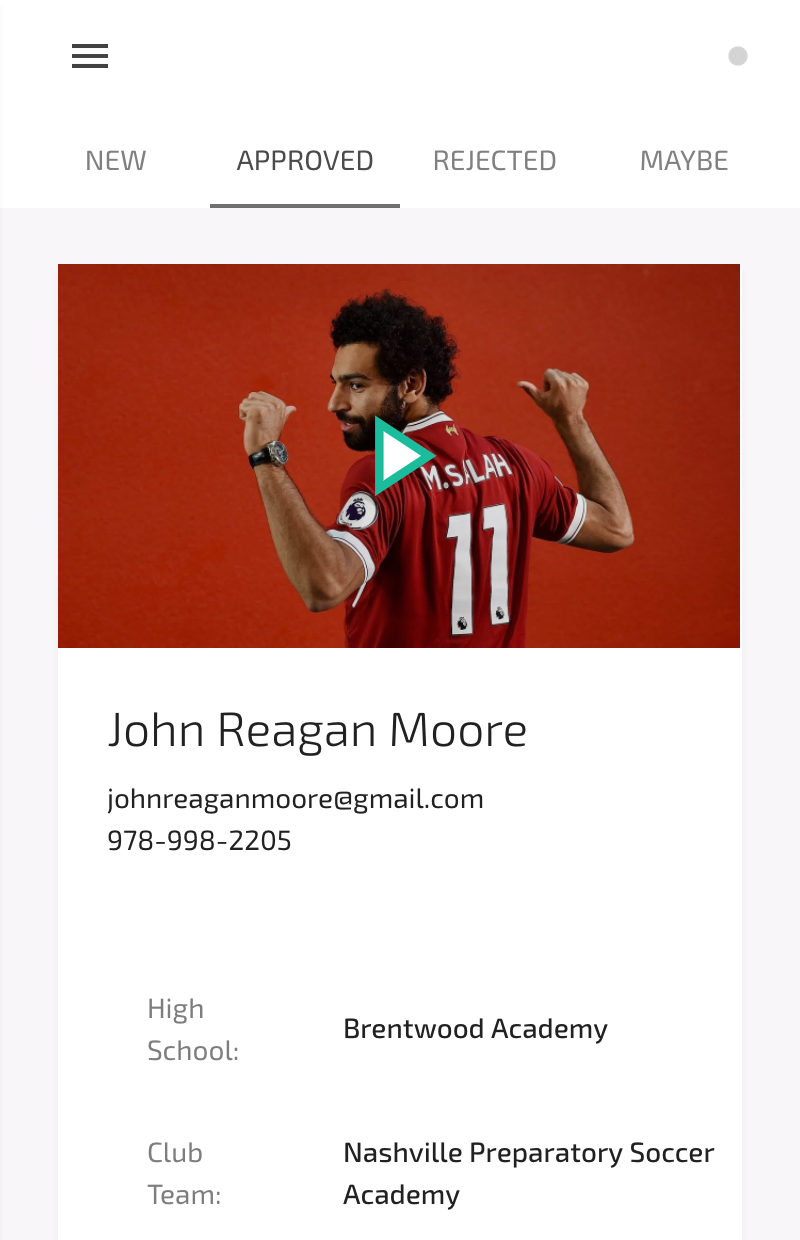 NEW APPROVED REJECTED MAYBE
M.SALAH
11
John Reagan Moore
johnreaganmoore@gmail.com
978-998-2205
High
School:
Brentwood Academy
Club
Team:
Nashville Preparatory Soccer
Academy